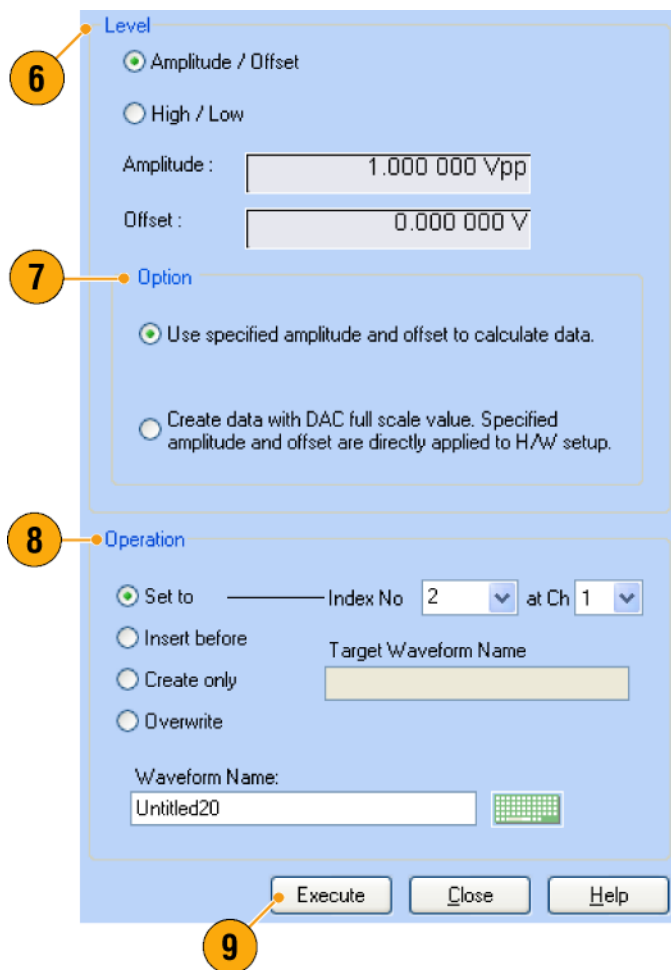 Level
6
Amplitude / Offset
High / Low
Amplitude :
1.000 000 Vpp
Offset :
0.000 000 V
7
Option
Use specified amplitude and offset to calculate data.
Create data with DAC full scale value. Specified
amplitude and offset are directly applied to H/W setup.
8
Operation
Set to Index No 2 at Ch 1
Insert before
Target Waveform Name
Create only
Overwrite
Waveform Name:
Untitled20
Execute Close Help
9